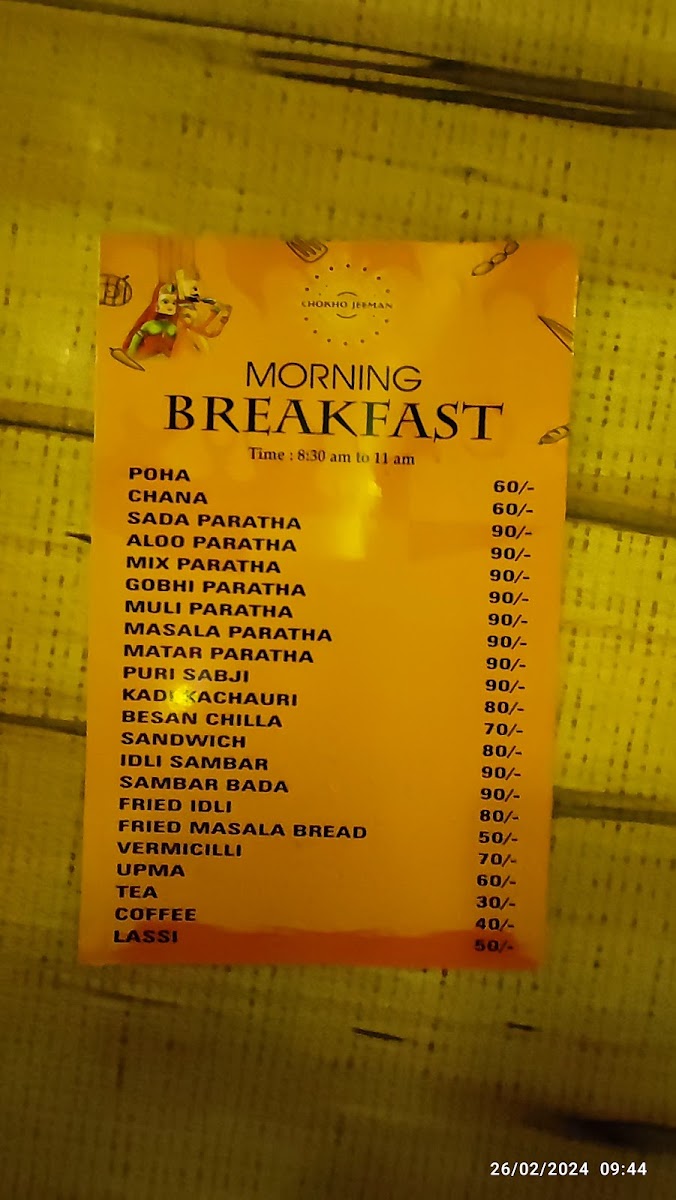 CHOKHO JEEMAN
MORNING
BREAKFAST
Time : 8:30 am to 11 am
POHA 60/-
CHANA 60/-
SADA PARATHA 90/-
ALOO PARATHA 90/-
MIX PARATHA 90/-
GOBHI PARATHA 90/-
MULI PARATHA 90/-
MASALA PARATHA 90/-
MATAR PARATHA 90/-
PURI SABJI 90/-
KADI KACHAURI 80/-
BESAN CHILLA 70/-
SANDWICH 80/-
IDLI SAMBAR 90/-
SAMBAR BADA 90/-
FRIED IDLI 80/-
FRIED MASALA BREAD 50/-
VERMICILLI 70/-
UPMA 60/-
TEA 30/-
COFFEE 40/-
LASSI 50/-
26/02/2024 09:44